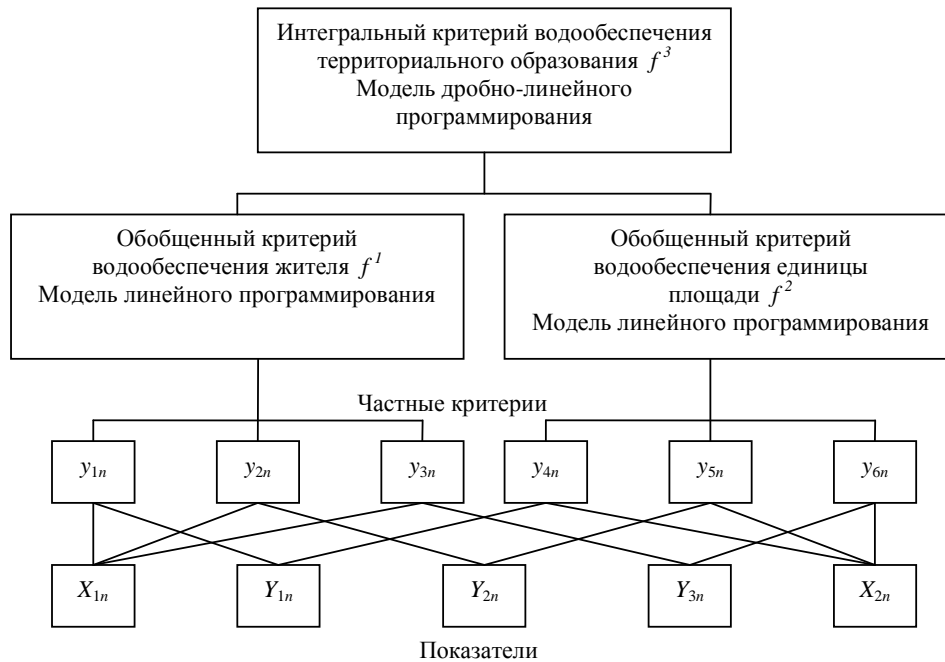 Интегральный критерий водообеспечения
территориального образования f³
Модель дробно-линейного
программирования
Обобщенный критерий
водообеспечения жителя f¹
Модель линейного программирования
Обобщенный критерий
водообеспечения единицы
площади f²
Модель линейного программирования
Частные критерии
y₁ₙ y₂ₙ y₃ₙ y₄ₙ y₅ₙ y₆ₙ
X₁ₙ Y₁ₙ Y₂ₙ Y₃ₙ X₂ₙ
Показатели